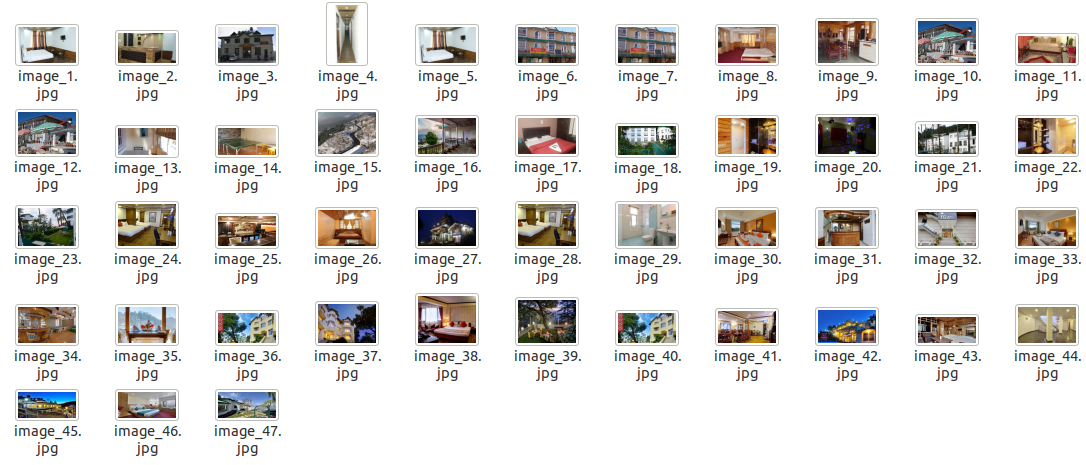 image_1.
jpg
image_2.
jpg
image_3.
jpg
image_4.
jpg
image_5.
jpg
image_6.
jpg
image_7.
jpg
image_8.
jpg
image_9.
jpg
image_10.
jpg
image_11.
jpg
image_12.
jpg
image_13.
jpg
image_14.
jpg
image_15.
jpg
image_16.
jpg
image_17.
jpg
image_18.
jpg
image_19.
jpg
image_20.
jpg
image_21.
jpg
image_22.
jpg
image_23.
jpg
image_24.
jpg
image_25.
jpg
image_26.
jpg
image_27.
jpg
image_28.
jpg
image_29.
jpg
image_30.
jpg
image_31.
jpg
image_32.
jpg
image_33.
jpg
image_34.
jpg
image_35.
jpg
image_36.
jpg
image_37.
jpg
image_38.
jpg
image_39.
jpg
image_40.
jpg
image_41.
jpg
image_42.
jpg
image_43.
jpg
image_44.
jpg
image_45.
jpg
image_46.
jpg
image_47.
jpg